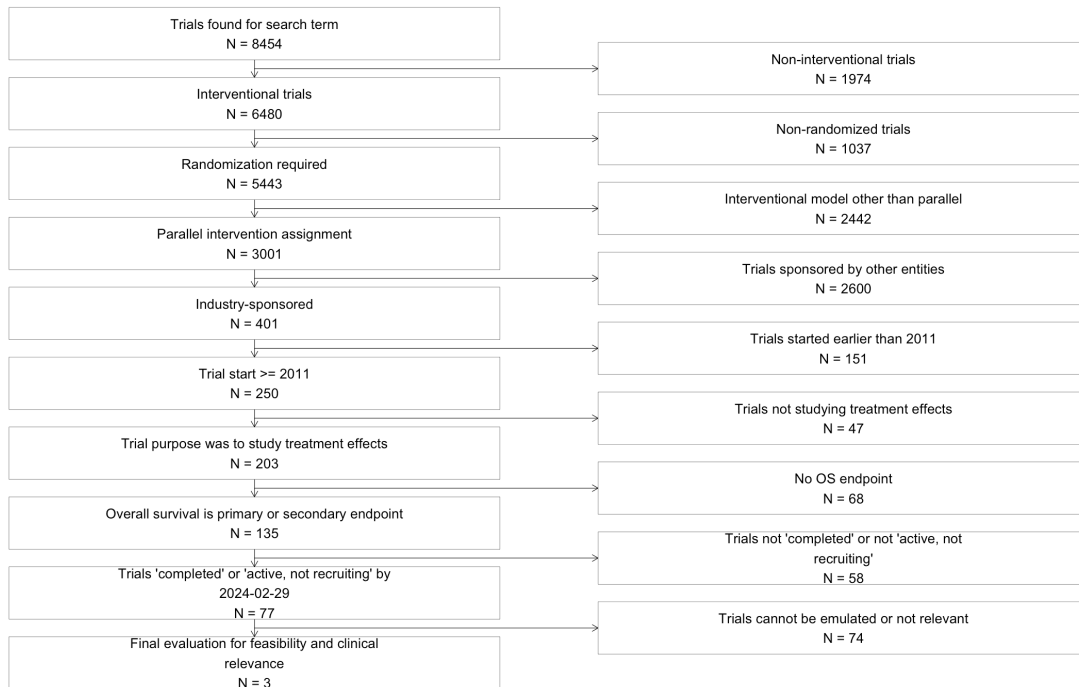 Trials found for search term
N = 8454
Non-interventional trials
N = 1974
Interventional trials
N = 6480
Non-randomized trials
N = 1037
Randomization required
N = 5443
Interventional model other than parallel
N = 2442
Parallel intervention assignment
N = 3001
Trials sponsored by other entities
N = 2600
Industry-sponsored
N = 401
Trials started earlier than 2011
N = 151
Trial start >= 2011
N = 250
Trials not studying treatment effects
N = 47
Trial purpose was to study treatment effects
N = 203
No OS endpoint
N = 68
Overall survival is primary or secondary endpoint
N = 135
Trials not 'completed' or not 'active, not
recruiting'
N = 58
Trials 'completed' or 'active, not recruiting' by
2024-02-29
N = 77
Trials cannot be emulated or not relevant
N = 74
Final evaluation for feasibility and clinical
relevance
N = 3